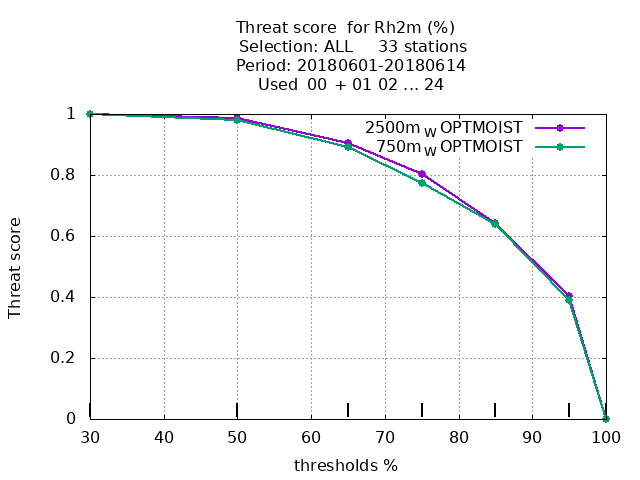 Threat score for Rh2m (%)
Selection: ALL 33 stations
Period: 20180601-20180614
Used 00 + 01 02 ... 24
2500m W OPTMOIST
750m W OPTMOIST
1
0.8
0.6
0.4
0.2
0
Threat score
30 40 50 60 70 80 90 100
thresholds %